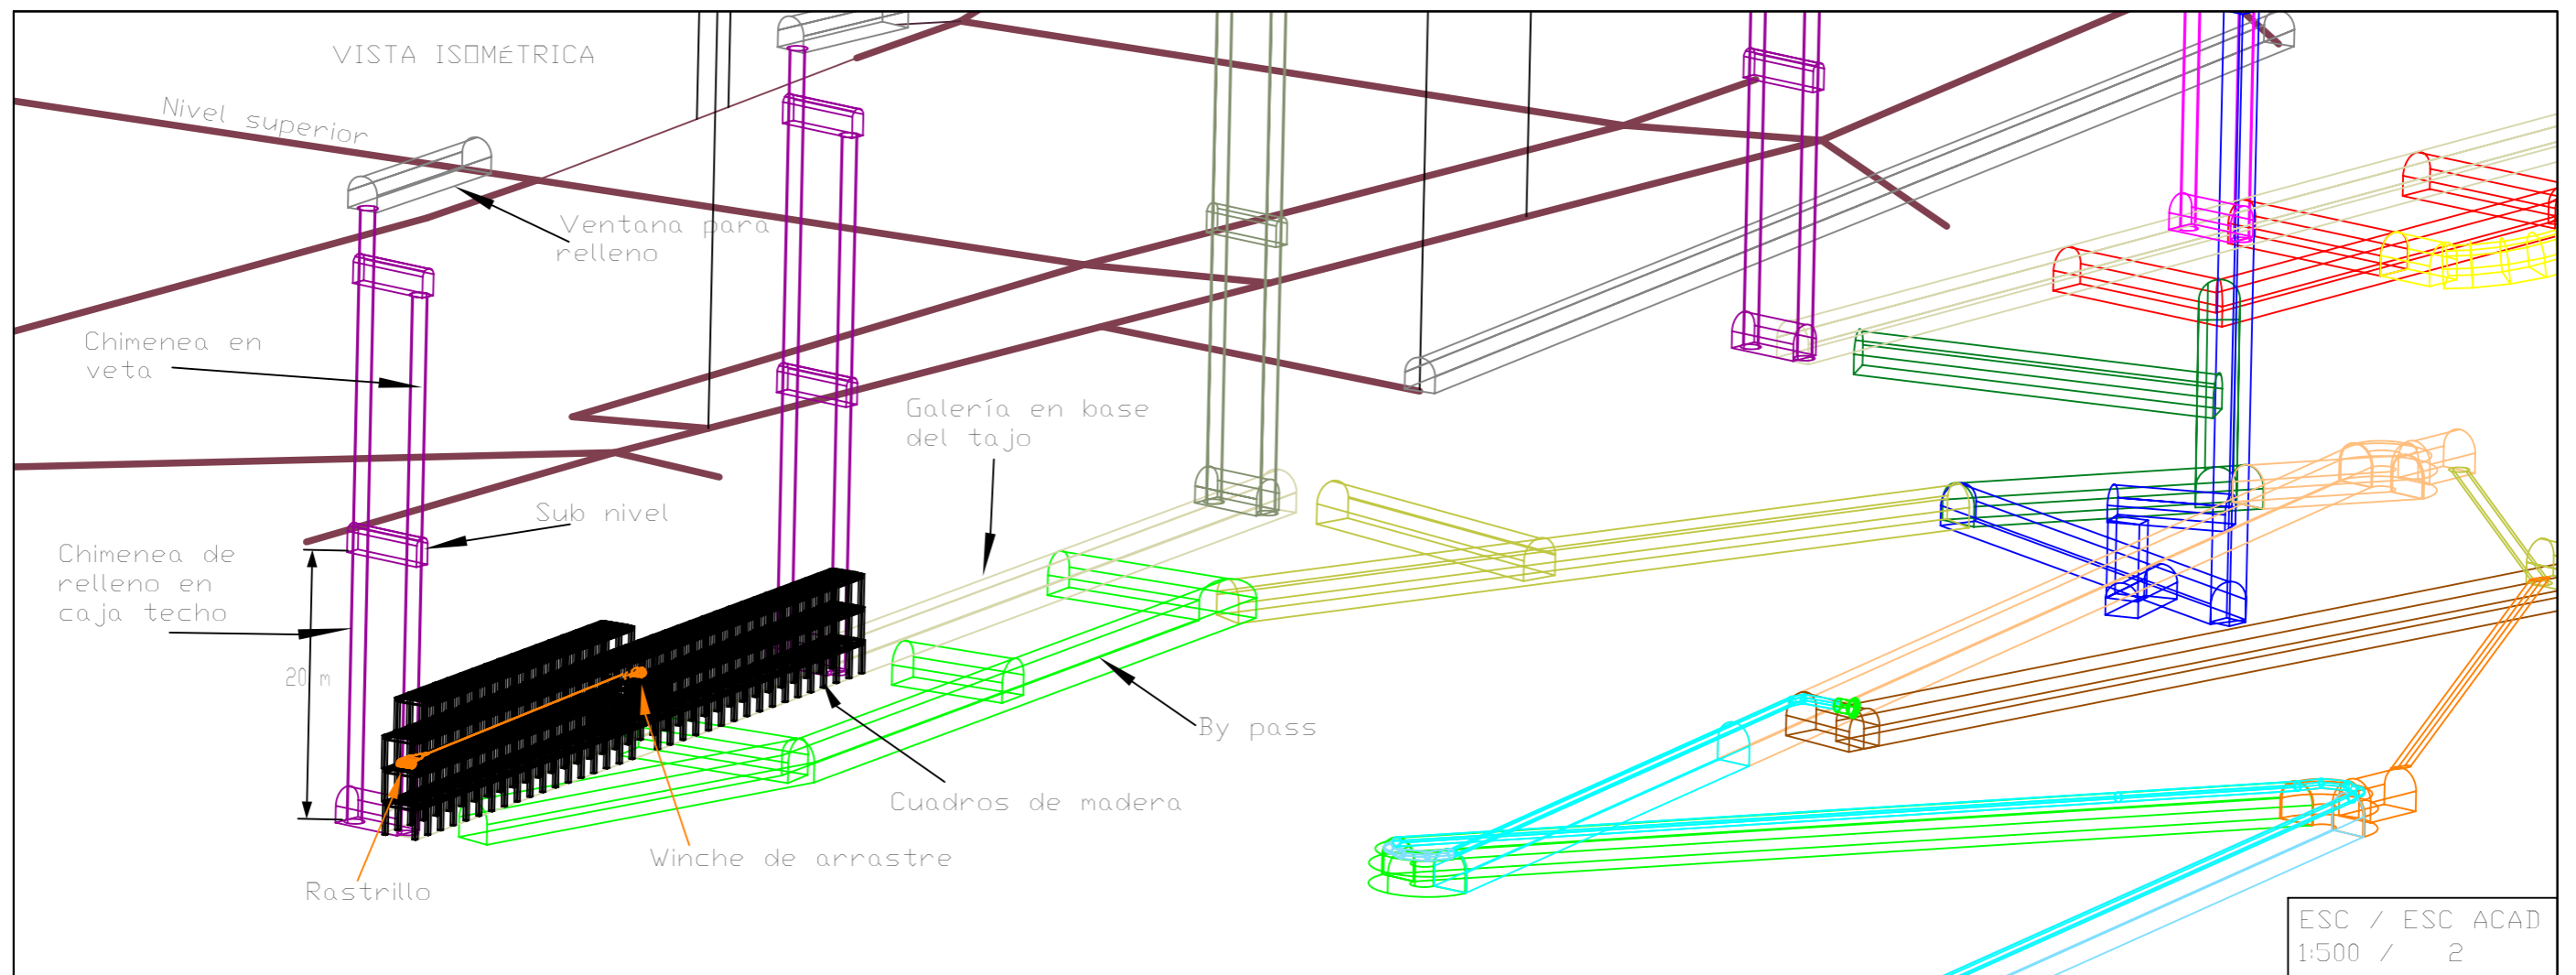 VISTA ISOMÉTRICA
Nivel superior
Ventana para
relleno
Chimenea en
veta
Galería en base
del tajo
Sub nivel
Chimenea de
relleno en
caja techo
20 m
By pass
Cuadros de madera
Winche de arrastre
Rastrillo
ESC / ESC ACAD
1:500 / 2